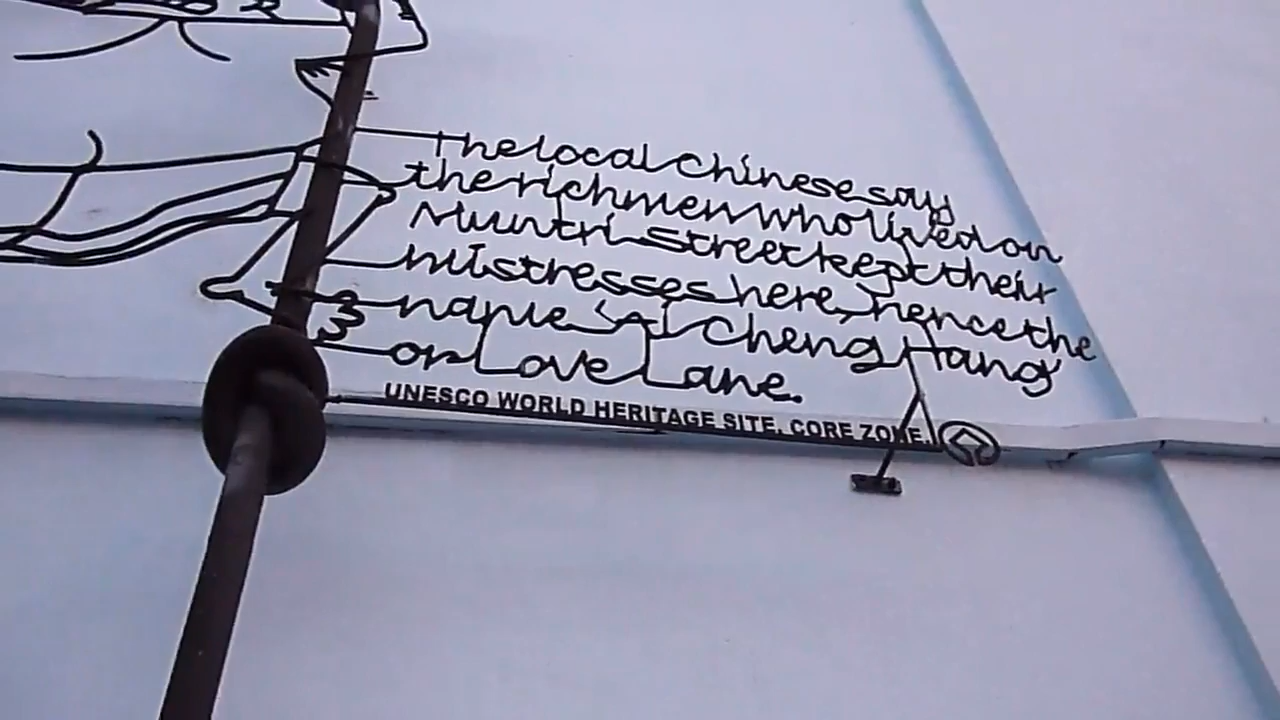 The local Chinese say
the rich men who lived on
Muntri Street kept their
mistresses here, hence the
name 'Ai Cheng Hang'
or Love Lane.
UNESCO WORLD HERITAGE SITE, CORE ZONE.